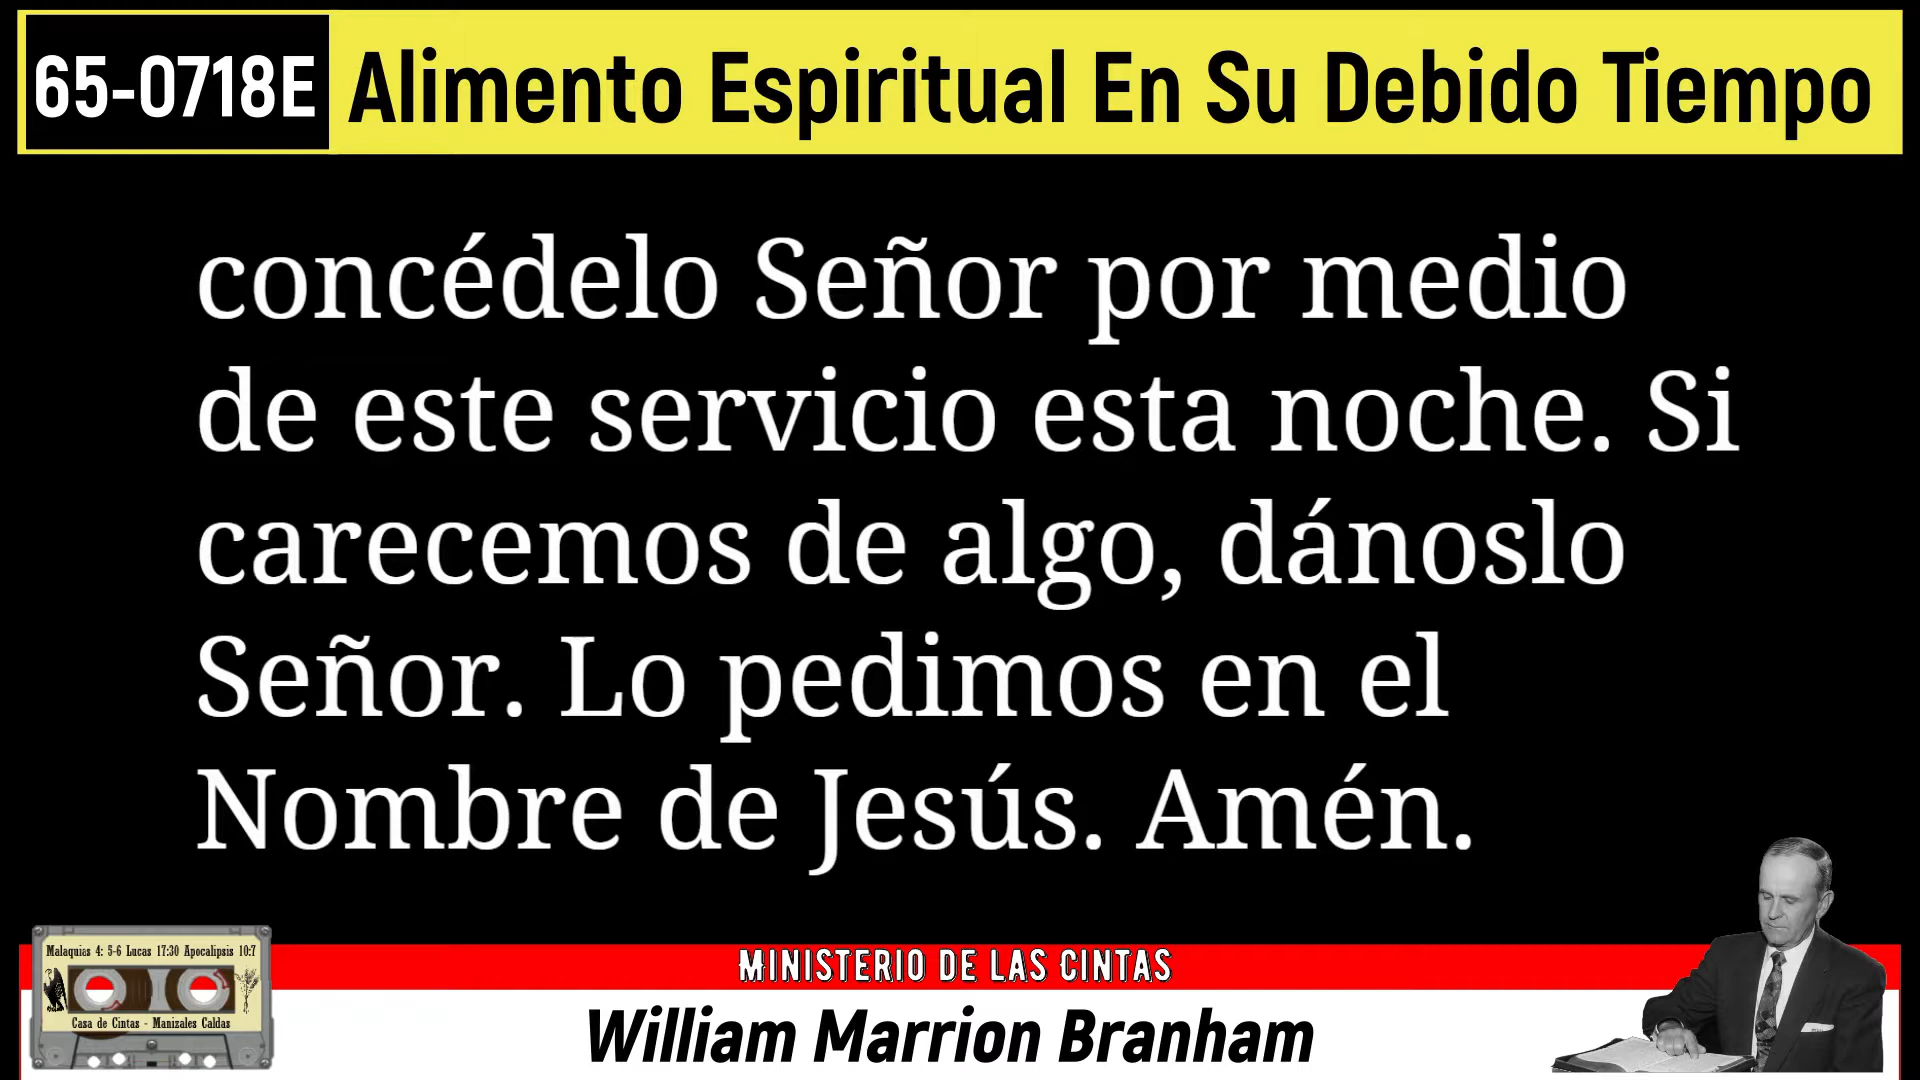 65-0718E Alimento Espiritual En Su Debido Tiempo
concédelo Señor por medio
de este servicio esta noche. Si
carecemos de algo, dánoslo
Señor. Lo pedimos en el
Nombre de Jesús. Amén.
Malaquias 4: 5-6 Lucas 17:30 Apocalipsis 10:7
Casa de Cintas - Manizales Caldas
MINISTERIO DE LAS CINTAS
William Marrion Branham